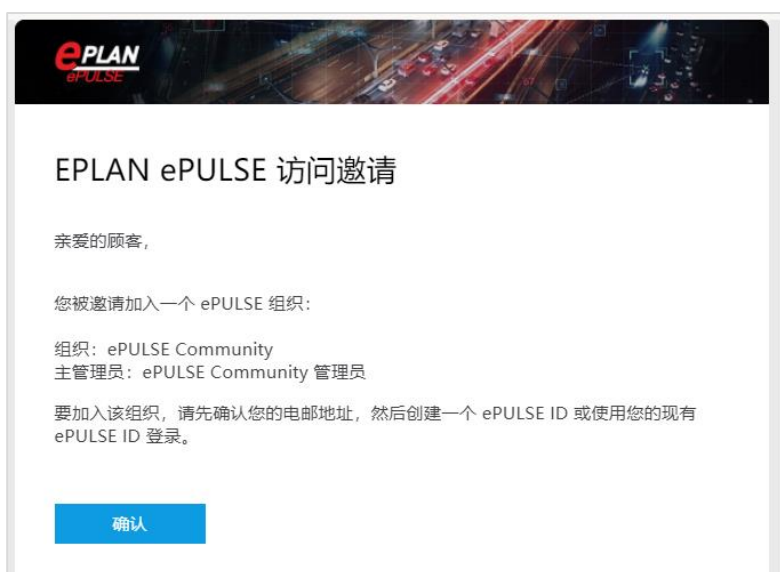 ePLAN
ePULSE
EPLAN ePULSE 访问邀请
亲爱的顾客,
您被邀请加入一个 ePULSE 组织:
组织: ePULSE Community
主管理员: ePULSE Community 管理员
要加入该组织, 请先确认您的电邮地址, 然后创建一个 ePULSE ID 或使用您的现有
ePULSE ID 登录。
确认